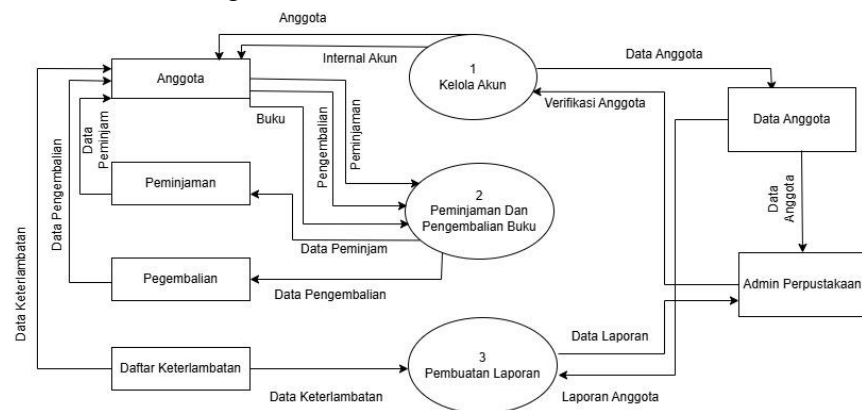 Anggota
Internal Akun
1
Kelola Akun
Data Anggota
Anggota
Verifikasi Anggota
Data Anggota
Buku
Pengembalian
Peminjaman
Data
Peminjam
Data Pengembalian
Data Keterlambatan
Peminjaman
2
Peminjaman Dan
Pengembalian Buku
Data
Anggota
Data Peminjam
Pegembalian
Data Pengembalian
Admin Perpustakaan
Data Laporan
3
Pembuatan Laporan
Daftar Keterlambatan
Data Keterlambatan
Laporan Anggota